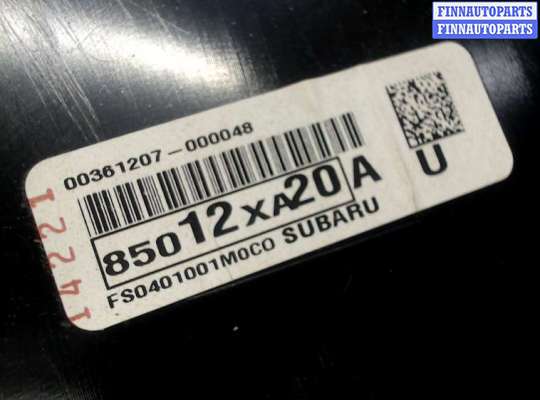 FINNAUTOPARTS
FINNAUTOPARTS
00361207-000048
85012XA20A
U
FS0401001M0C0 SUBARU
14221